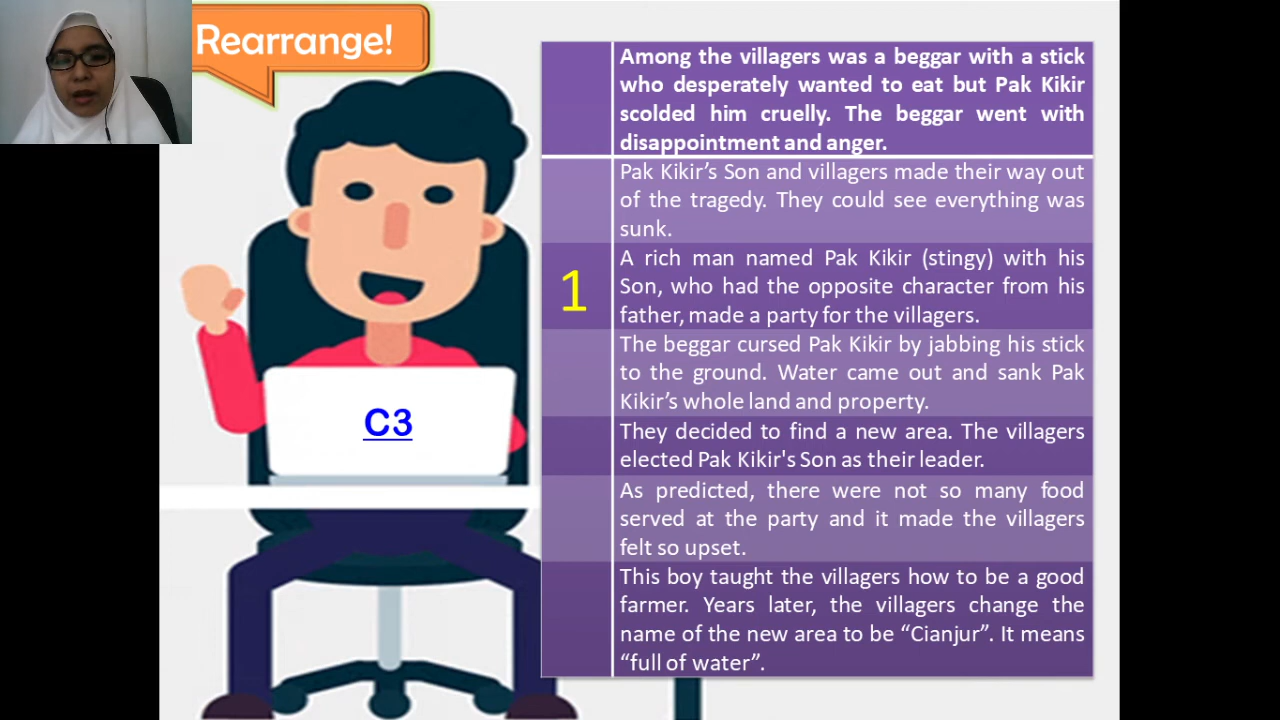 Rearrange!
Among the villagers was a beggar with a stick
who desperately wanted to eat but Pak Kikir
scolded him cruelly. The beggar went with
disappointment and anger.
Pak Kikir’s Son and villagers made their way out
of the tragedy. They could see everything was
sunk.
1
A rich man named Pak Kikir (stingy) with his
Son, who had the opposite character from his
father, made a party for the villagers.
The beggar cursed Pak Kikir by jabbing his stick
to the ground. Water came out and sank Pak
Kikir’s whole land and property.
They decided to find a new area. The villagers
elected Pak Kikir's Son as their leader.
As predicted, there were not so many food
served at the party and it made the villagers
felt so upset.
This boy taught the villagers how to be a good
farmer. Years later, the villagers change the
name of the new area to be “Cianjur”. It means
“full of water”.
C3